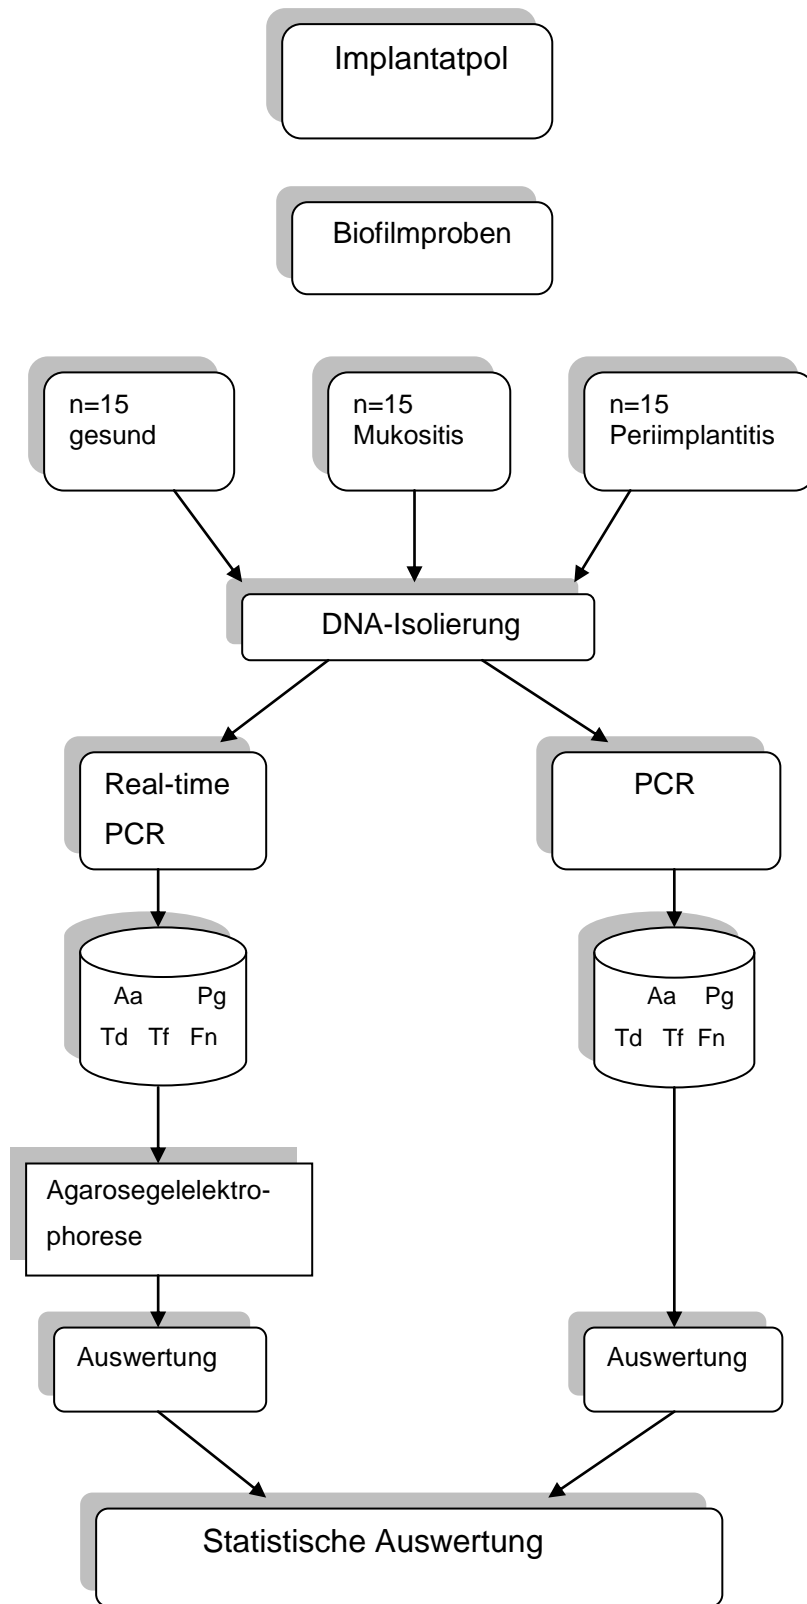 Implantatpol
Biofilmproben
n=15
gesund
n=15
Mukositis
n=15
Periimplantitis
DNA-Isolierung
Real-time
PCR
PCR
Aa Pg
Td Tf Fn
Aa Pg
Td Tf Fn
Agarosegelelektro-
phorese
Auswertung
Auswertung
Statistische Auswertung